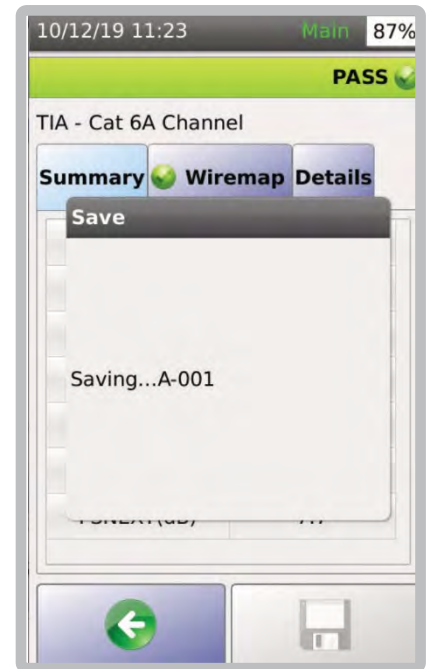 10/12/19 11:23 Main 87%
PASS
TIA - Cat 6A Channel
Summary Wiremap Details
Save
Saving...A-001